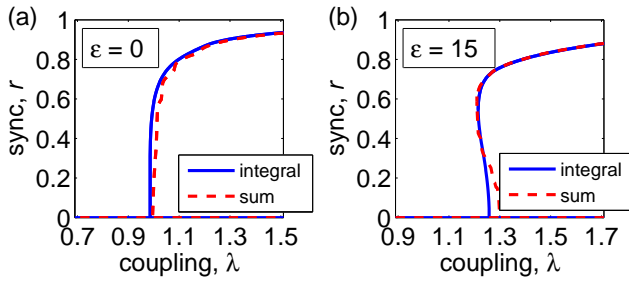 (a)
ε = 0
sync, r
1
0.8
0.6
0.4
0.2
0
integral
sum
0.7 0.9 1.1 1.3 1.5
coupling, λ
(b)
ε = 15
sync, r
1
0.8
0.6
0.4
0.2
0
integral
sum
0.9 1.1 1.3 1.5 1.7
coupling, λ